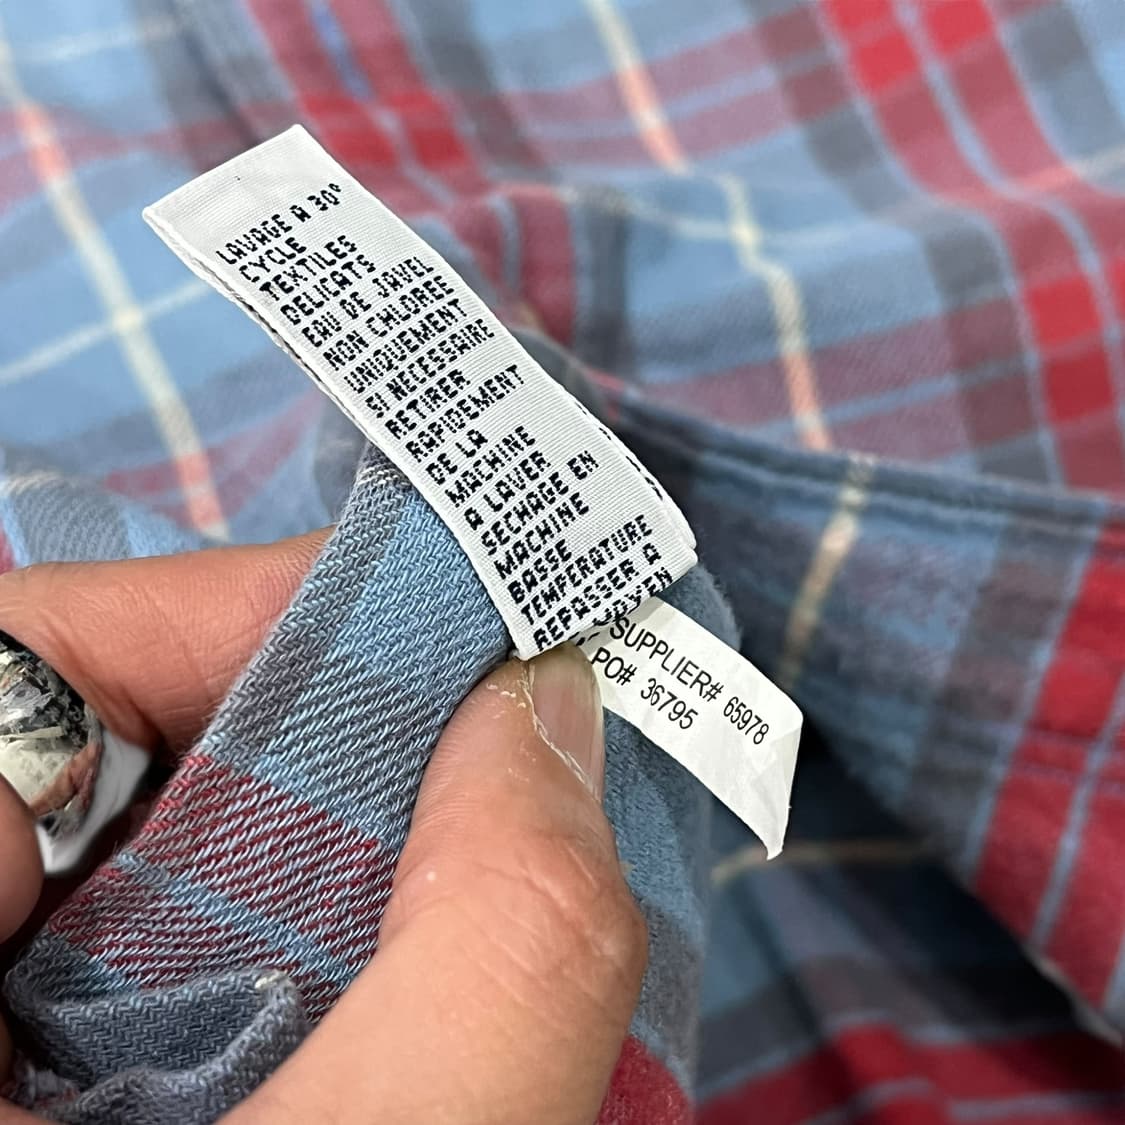 LAVAGE A 30°
CYCLE
TEXTILES
DELICATS
EAU DE JAVEL
NON CHLOREE
UNIQUEMENT
SI NECESSAIRE
RETIRER
RAPIDEMENT
DE LA
MACHINE
A LAVER
SECHAGE EN
MACHINE
BASSE
TEMPERATURE
REPASSER A
SUPPLIER# 65978
PO# 36795